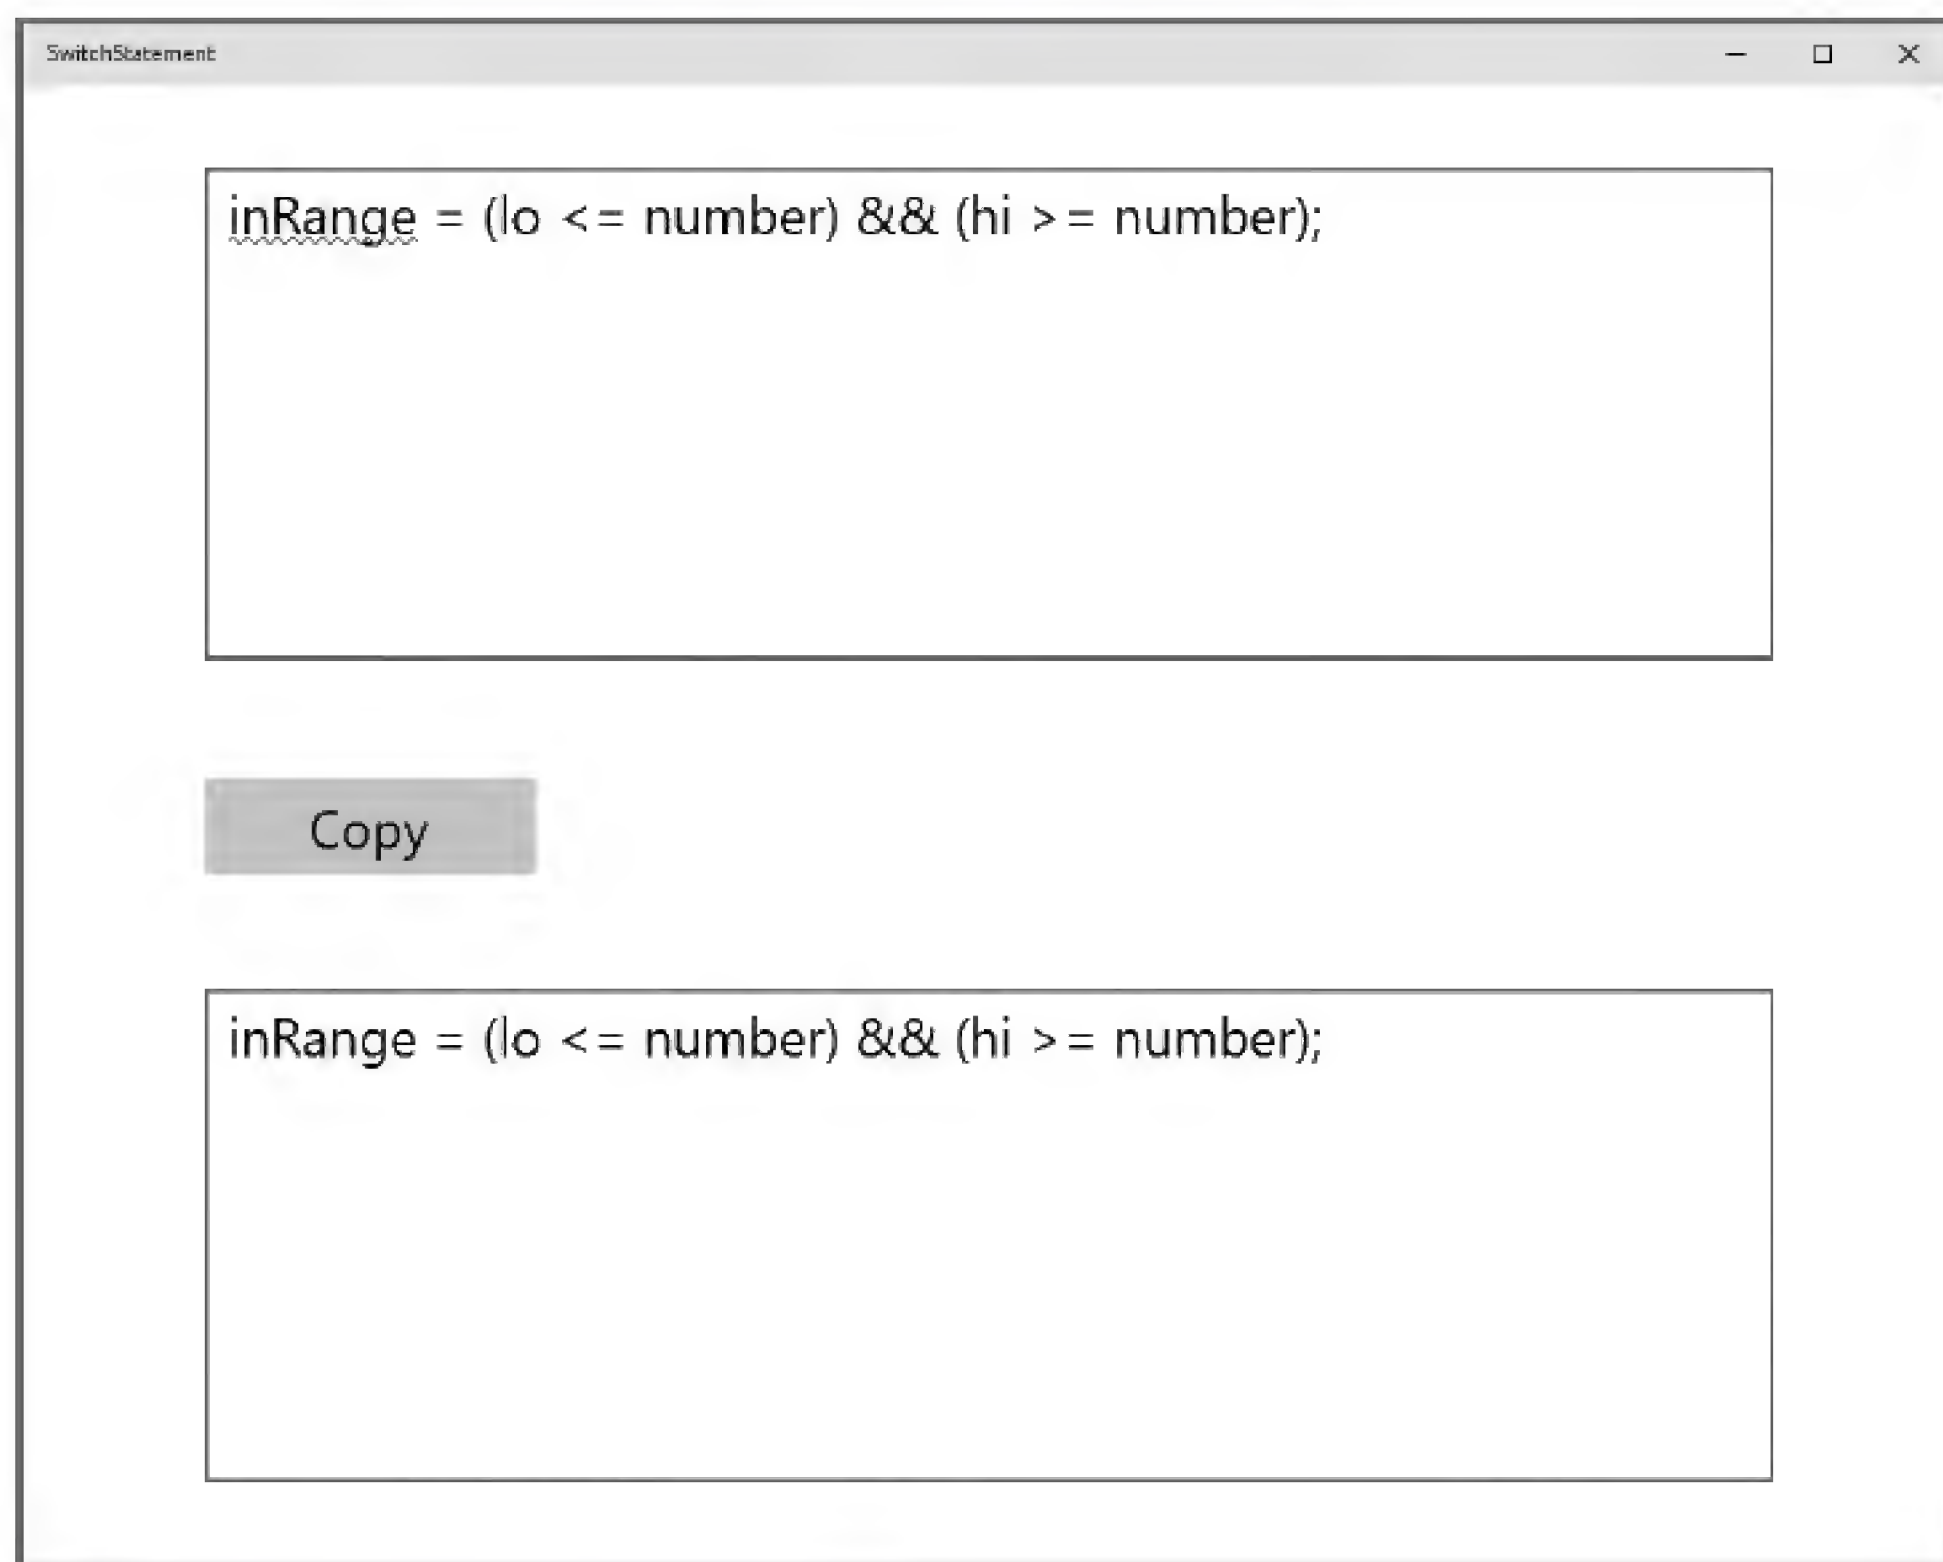 SwitchStatement
inRange = (lo <= number) && (hi >= number);
Copy
inRange = (lo <= number) && (hi >= number);